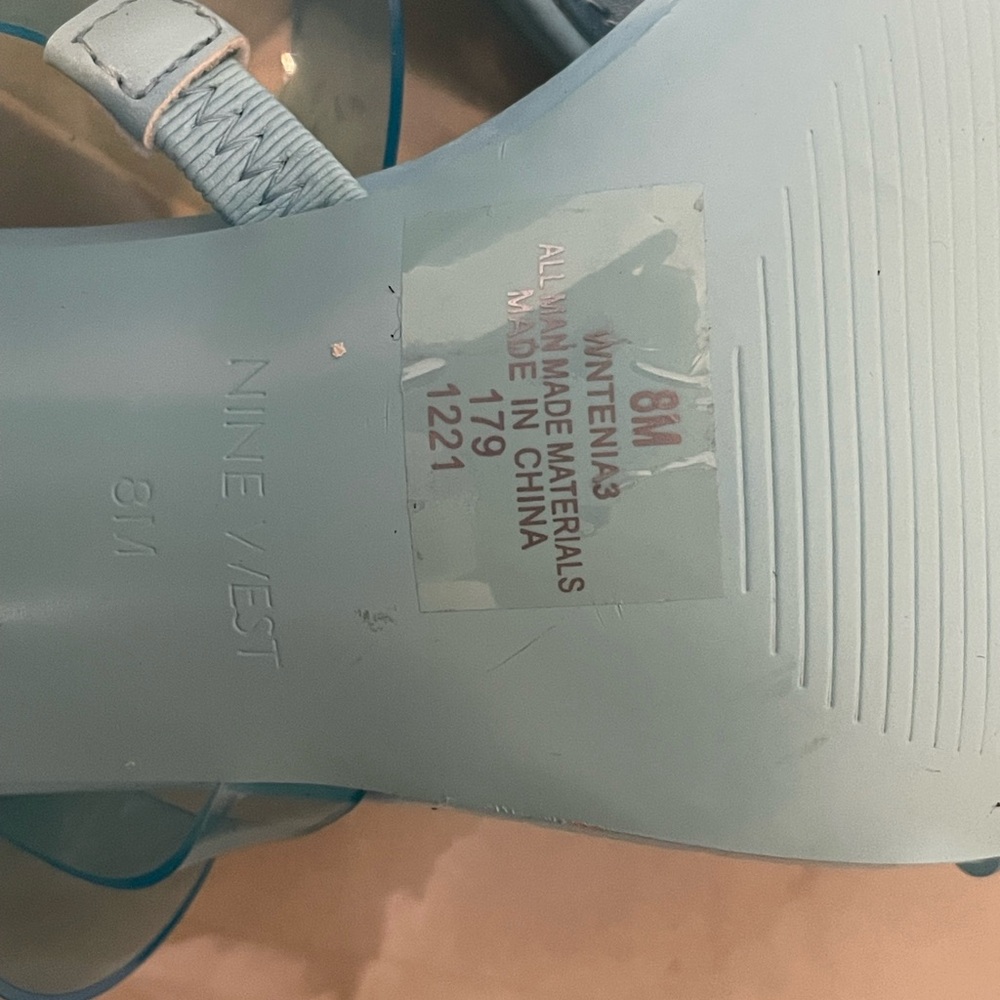 8M
WNTENIA3
ALL MAN MADE MATERIALS
MADE IN CHINA
179
1221
NINE WEST
8M